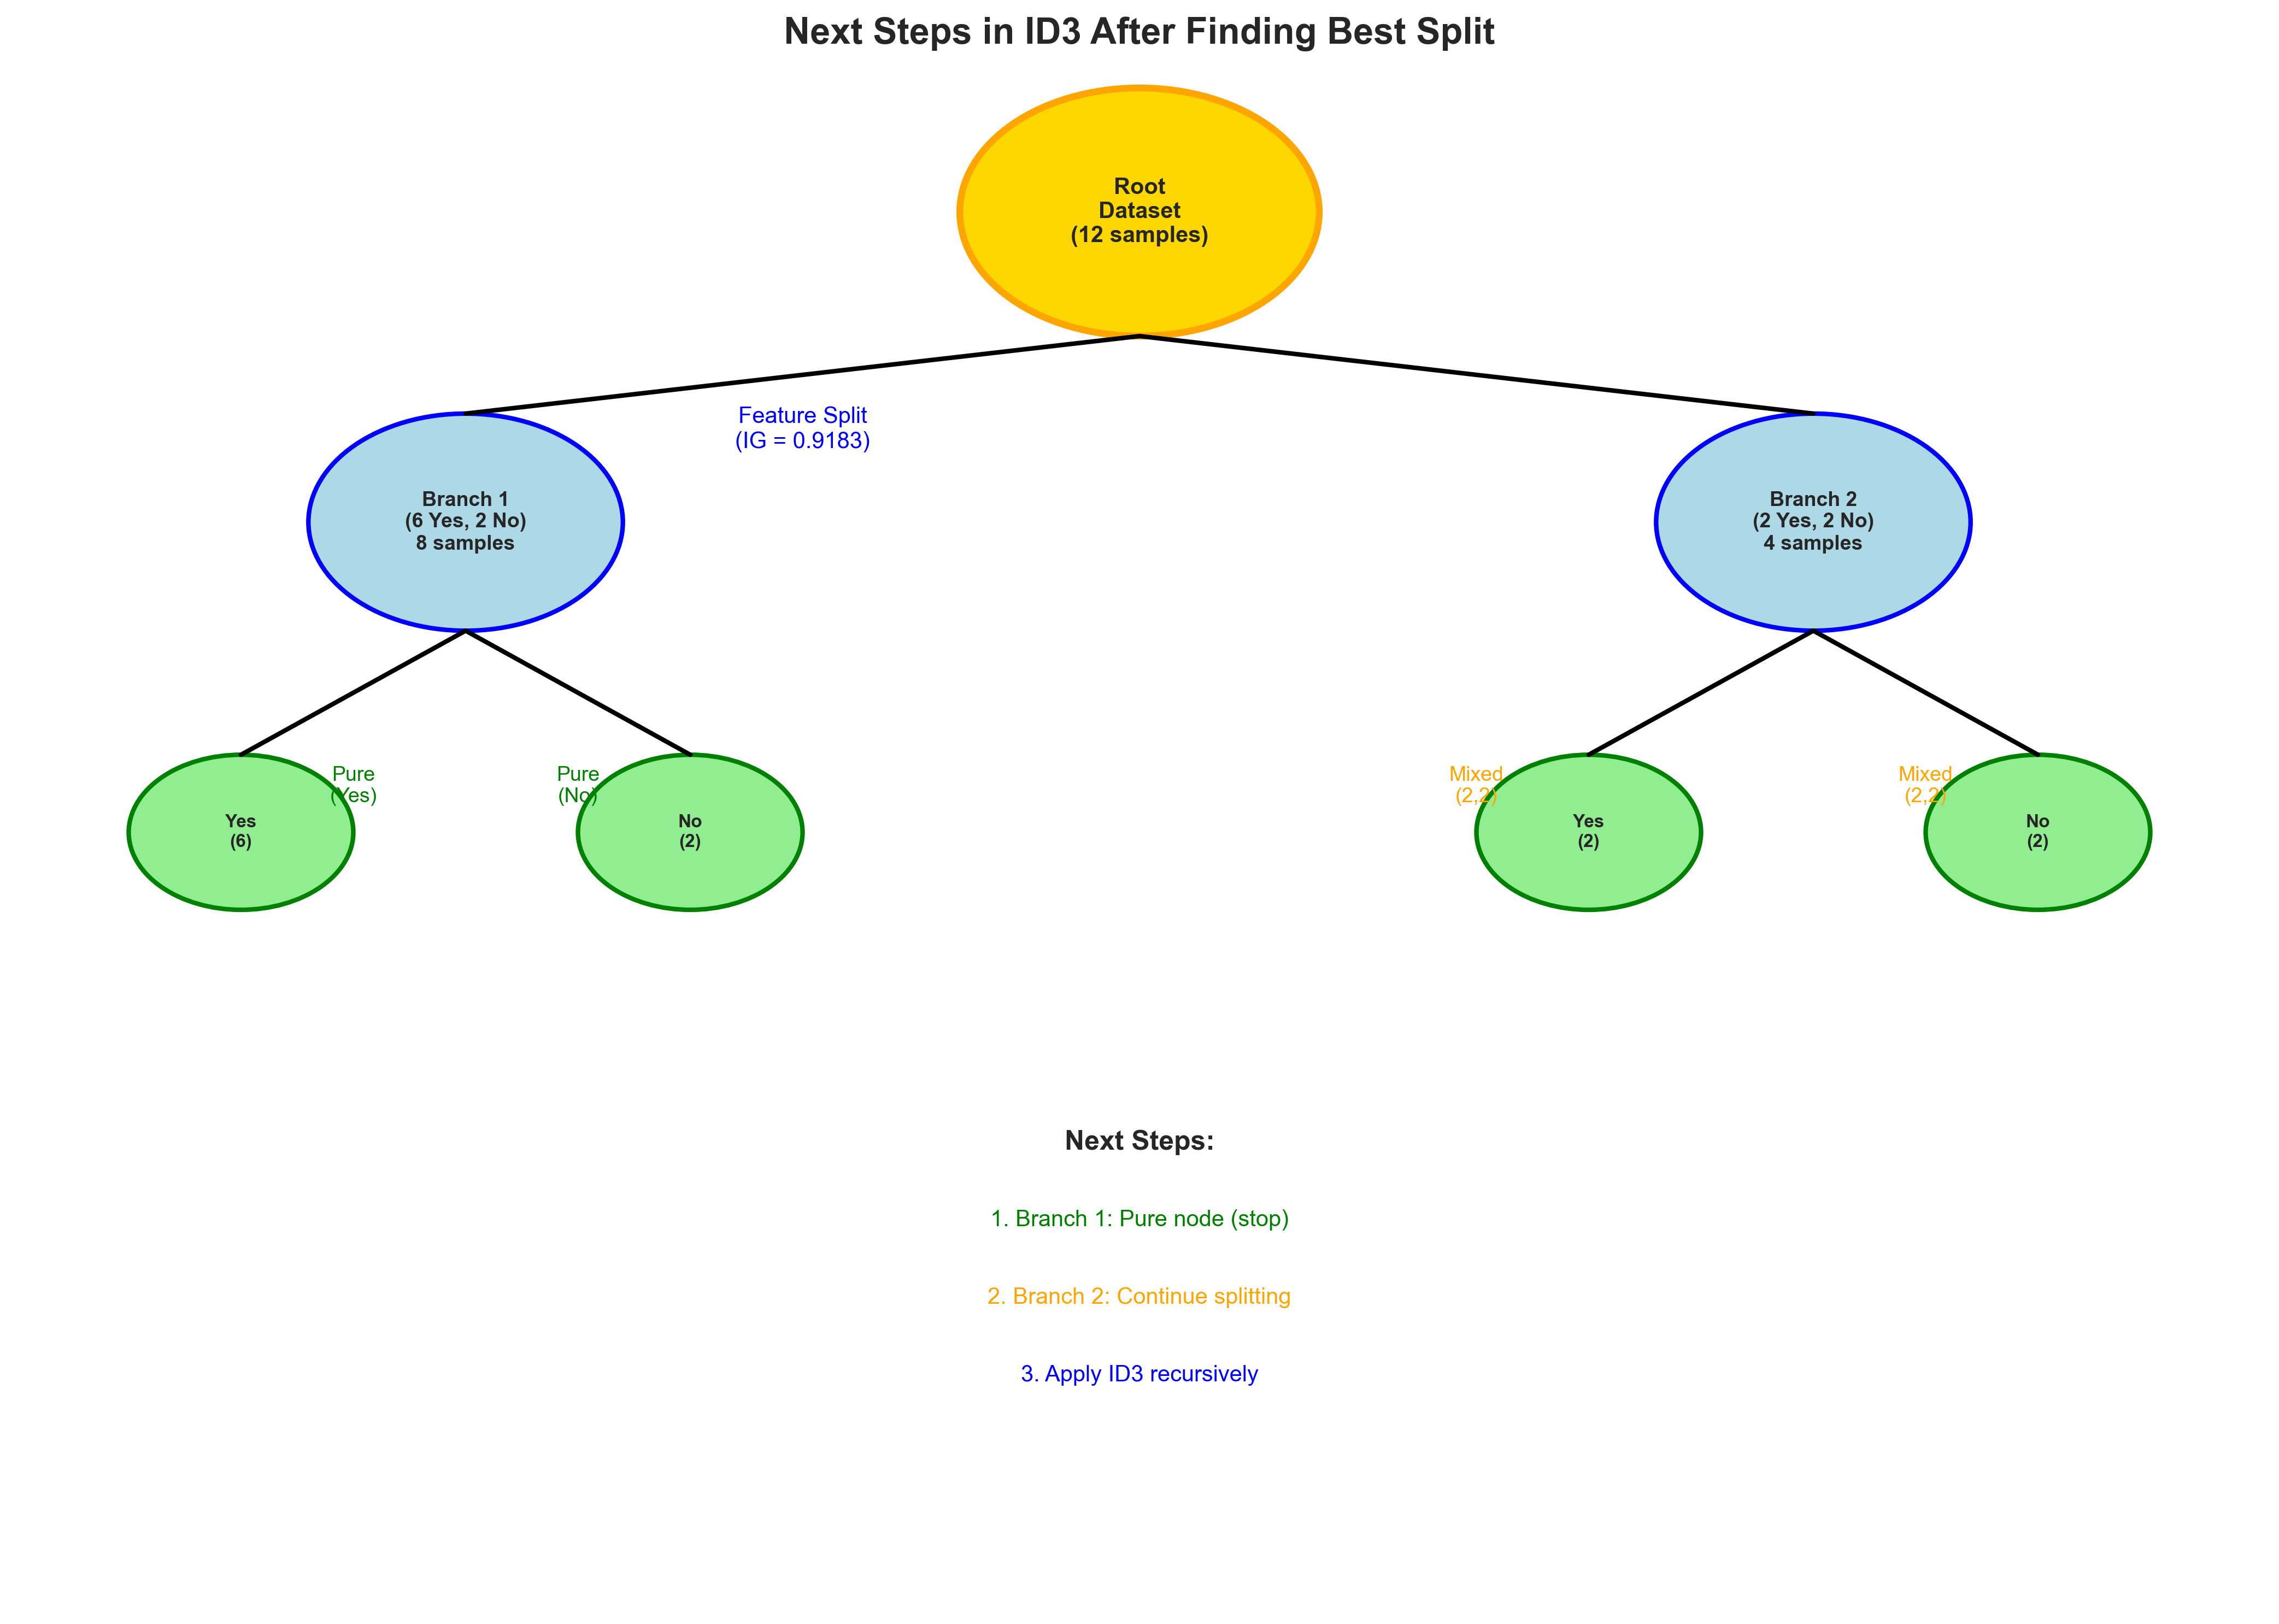 Next Steps in ID3 After Finding Best Split
Root
Dataset
(12 samples)
Feature Split
(IG = 0.9183)
Branch 1
(6 Yes, 2 No)
8 samples
Branch 2
(2 Yes, 2 No)
4 samples
Pure
(Yes)
Pure
(No)
Mixed
(2,2)
Mixed
(2,2)
Yes
(6)
No
(2)
Yes
(2)
No
(2)
Next Steps:
1. Branch 1: Pure node (stop)
2. Branch 2: Continue splitting
3. Apply ID3 recursively